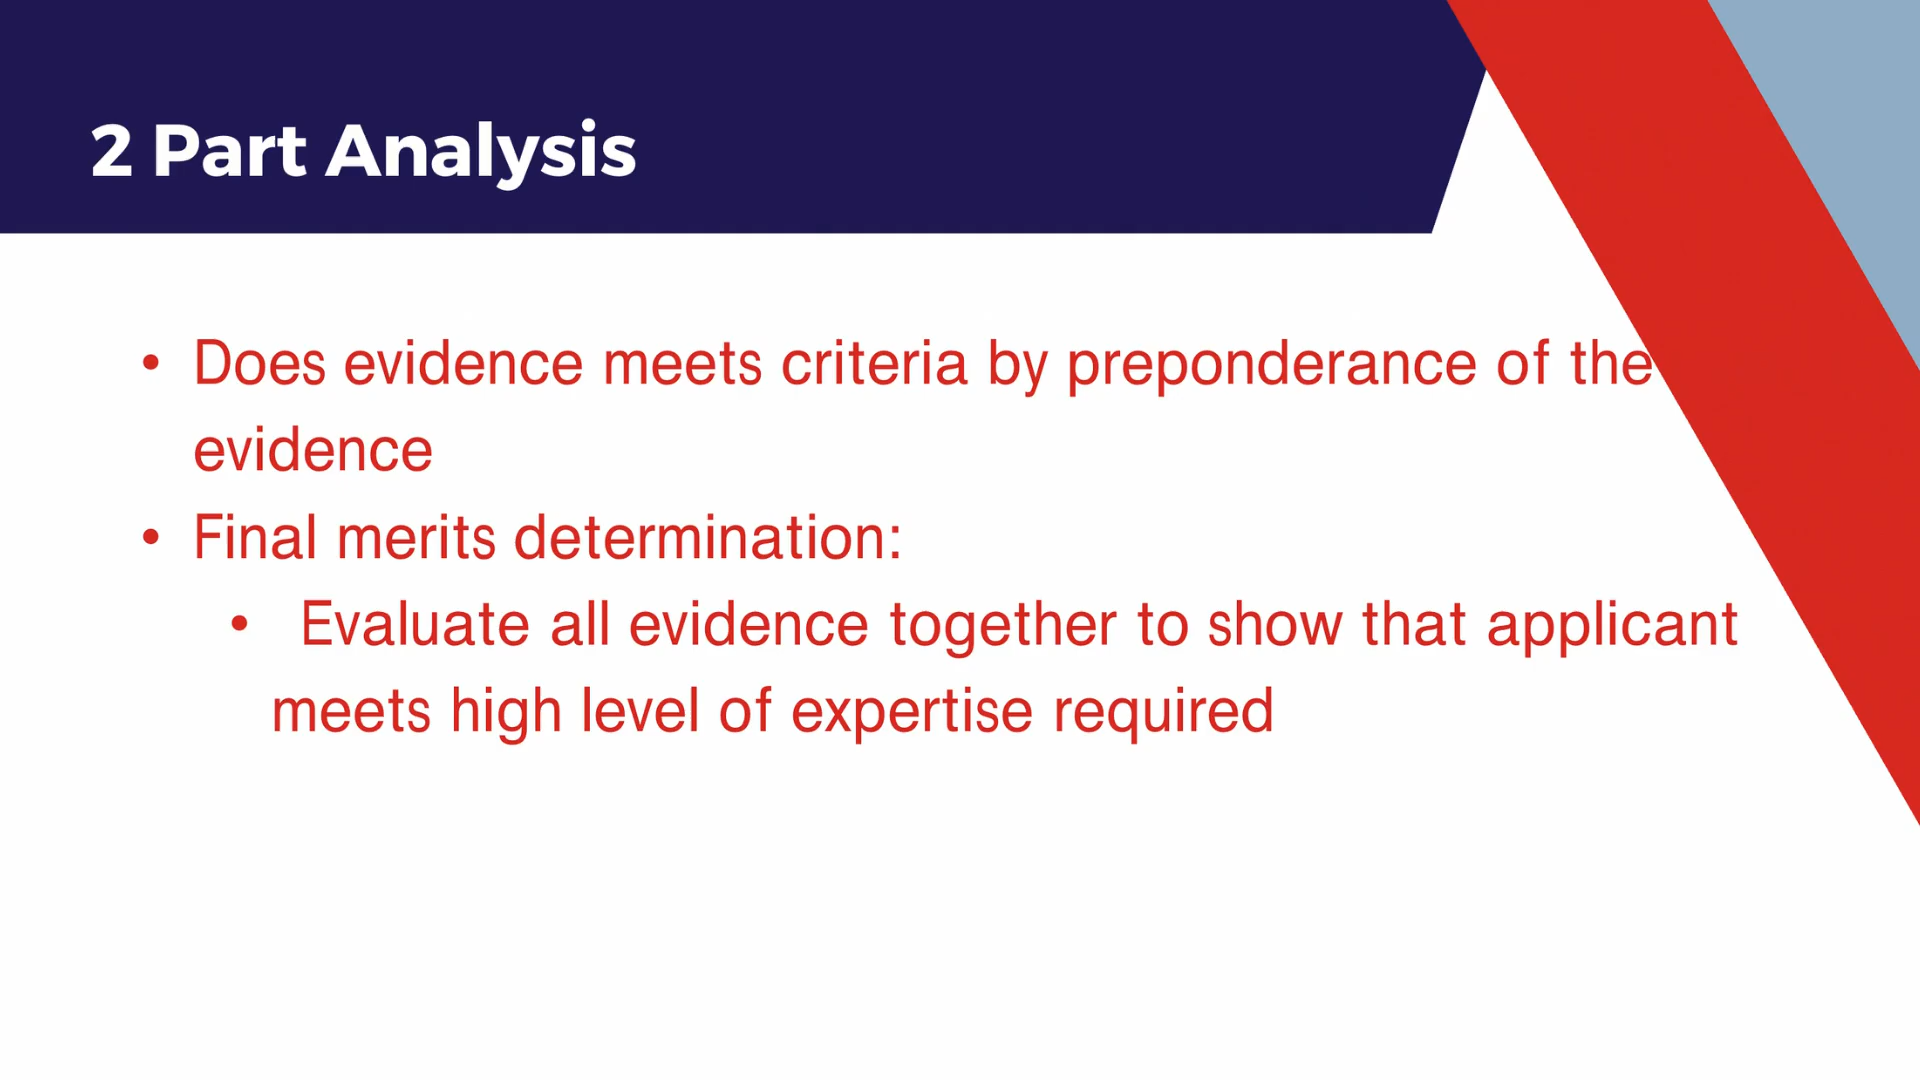 2 Part Analysis
• Does evidence meets criteria by preponderance of the
evidence
• Final merits determination:
• Evaluate all evidence together to show that applicant
meets high level of expertise required